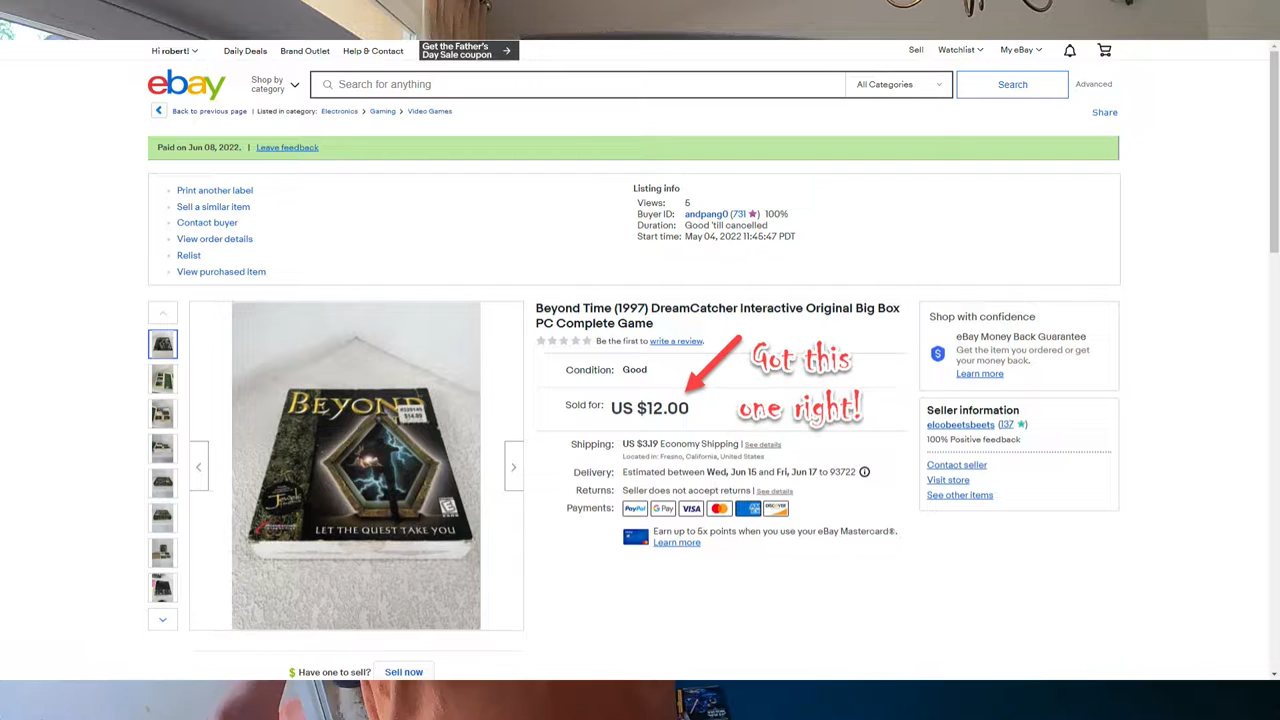 Hi robert!
Daily Deals
Brand Outlet
Help & Contact
Get the Father's
Day Sale coupon
Sell
Watchlist
My eBay
ebay
Shop by
category
Search for anything
All Categories
Search
Advanced
Back to previous page | Listed in category: Electronics > Gaming > Video Games
Share
Paid on Jun 08, 2022. | Leave feedback
Print another label
Sell a similar item
Contact buyer
View order details
Relist
View purchased item
Listing info
Views: 5
Buyer ID: andpang0 (731 ★) 100%
Duration: Good 'till cancelled
Start time: May 04, 2022 11:45:47 PDT
BEYOND
$14.99
LET THE QUEST TAKE YOU
Beyond Time (1997) DreamCatcher Interactive Original Big Box
PC Complete Game
Be the first to write a review.
Condition: Good
Sold for: US $12.00
Got this
one right!
Shipping: US $3.19 Economy Shipping | See details
Located in: Fresno, California, United States
Delivery: Estimated between Wed, Jun 15 and Fri, Jun 17 to 93722
Returns: Seller does not accept returns | See details
Payments: PayPal G Pay VISA DISCOVER
Earn up to 5x points when you use your eBay Mastercard®.
Learn more
Shop with confidence
eBay Money Back Guarantee
Get the item you ordered or get
your money back.
Learn more
Seller information
elcobeetsbeets (137 ★)
100% Positive feedback
Contact seller
Visit store
See other items
Have one to sell? Sell now